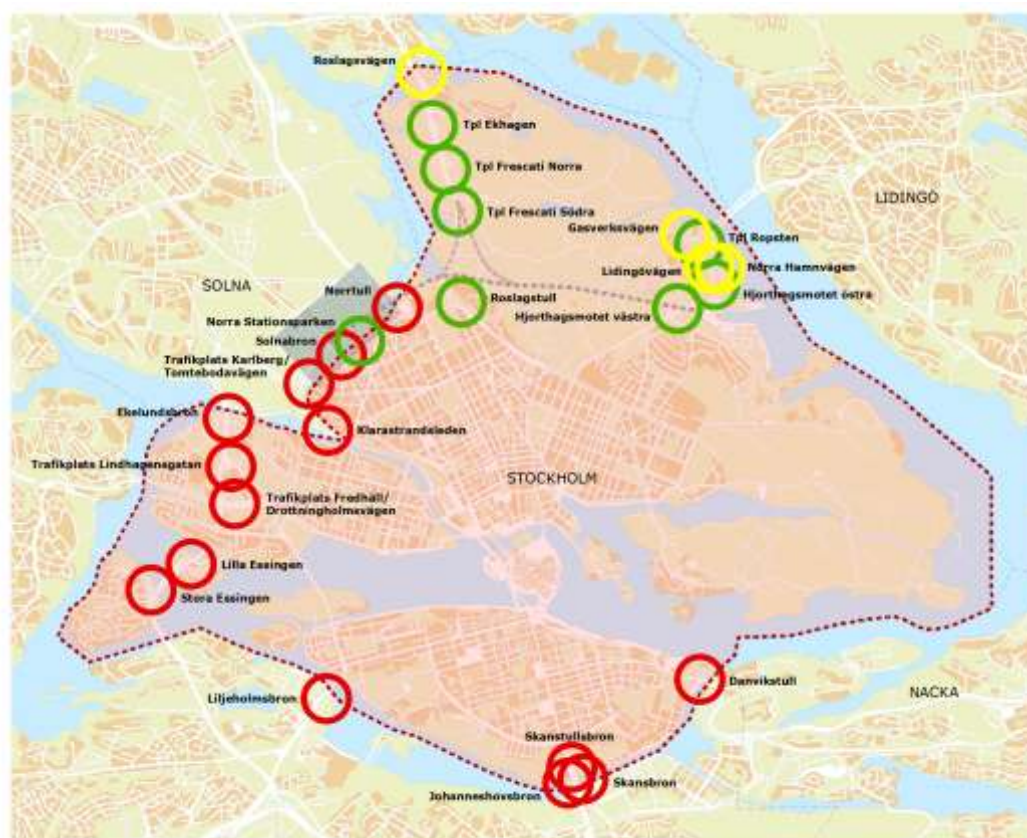 Roslagsvägen
Tpl Ekhagen
Tpl Frescati Norra
LIDINGÖ
Tpl Frescati Södra
Gasverksvägen
Tpl Ropsten
Lidingövägen
Norra Hamnvägen
SOLNA
Norrtull
Roslagstull
Hjorthagsmotet östra
Hjorthagsmotet västra
Norra Stationsparken
Solnabron
Trafikplats Karlberg/
Tomtebodavägen
Ekelundsbron
Klarastrandsleden
Trafikplats Lindhagensgatan
STOCKHOLM
Trafikplats Fredhäll/
Drottningholmsvägen
Lilla Essingen
Stora Essingen
Danvikstull
NACKA
Liljeholmsbron
Skanstullsbron
Skansbron
Johanneshovsbron